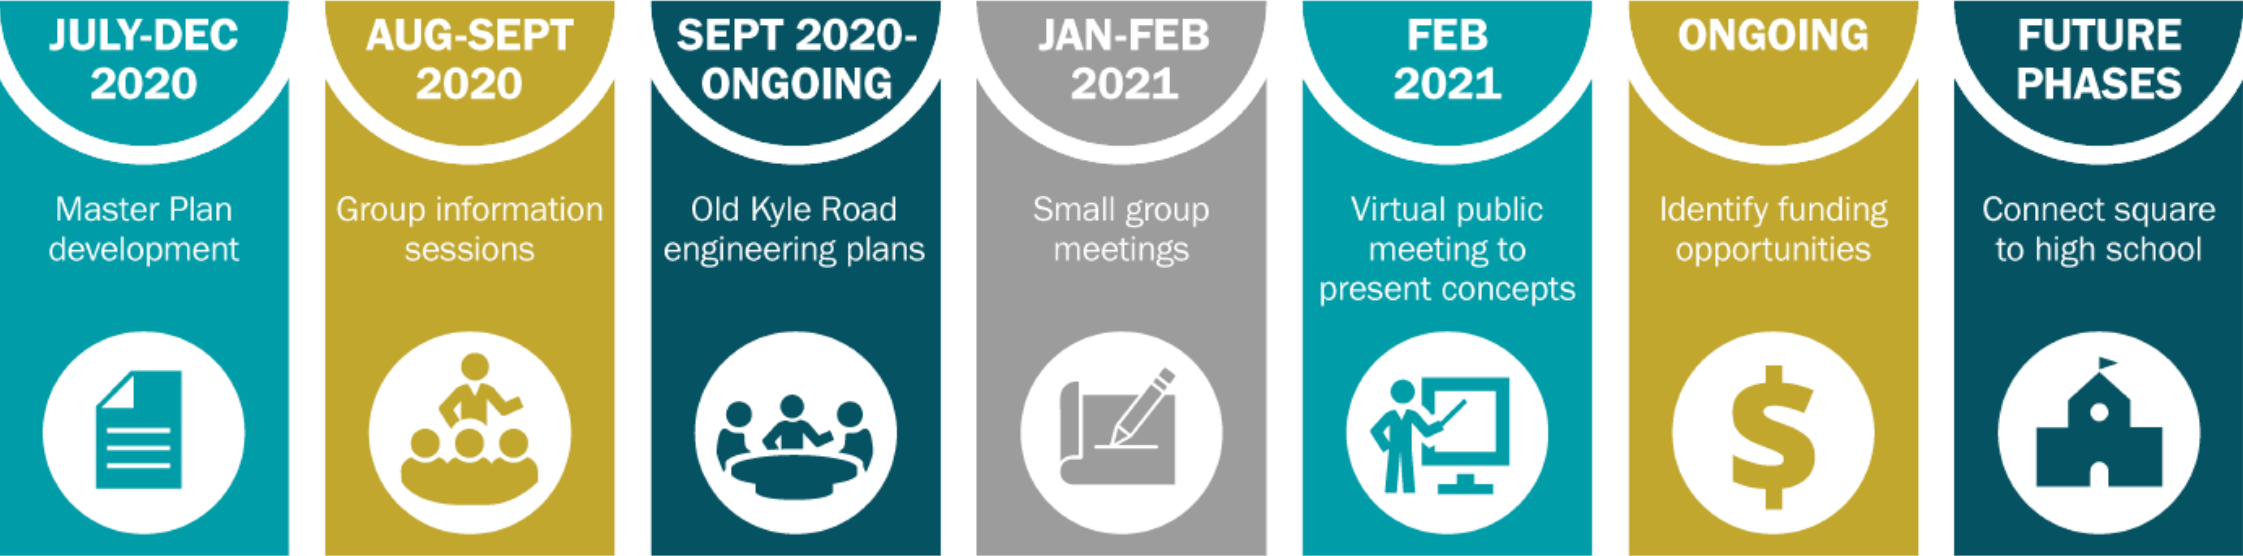 JULY-DEC
2020
Master Plan
development
AUG-SEPT
2020
Group information
sessions
SEPT 2020-
ONGOING
Old Kyle Road
engineering plans
JAN-FEB
2021
Small group
meetings
FEB
2021
Virtual public
meeting to
present concepts
ONGOING
Identify funding
opportunities
$
FUTURE
PHASES
Connect square
to high school